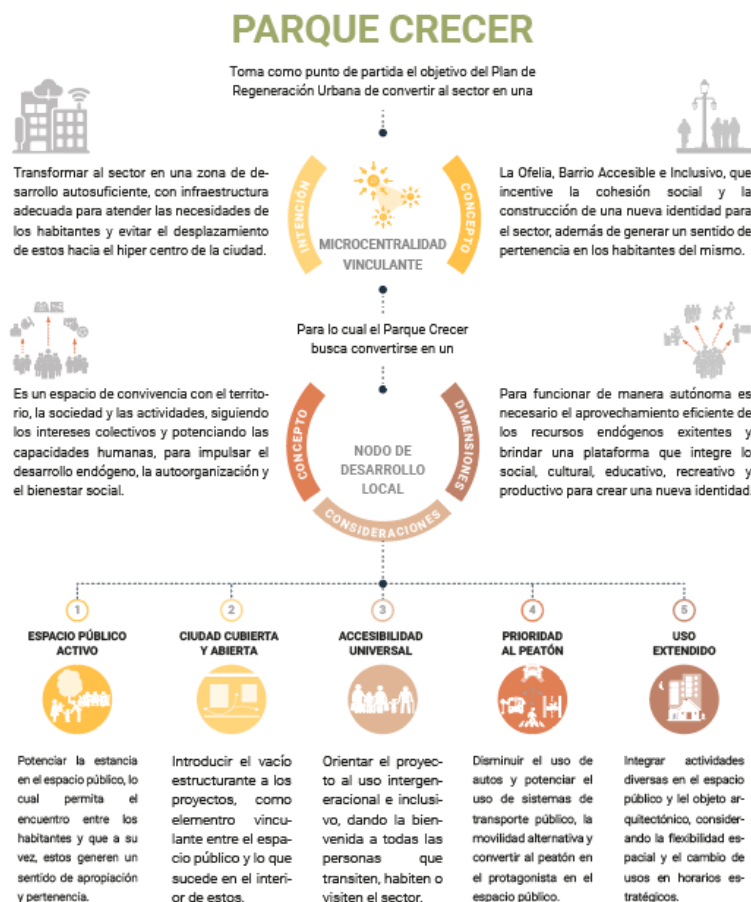 PARQUE CRECER
Toma como punto de partida el objetivo del Plan de
Regeneración Urbana de convertir al sector en una
Transformar al sector en una zona de de-
sarrollo autosuficiente, con infraestructura
adecuada para atender las necesidades de
los habitantes y evitar el desplazamiento
de estos hacia el hiper centro de la ciudad.
INTENCIÓN
MICROCENTRALIDAD
VINCULANTE
CONCEPTO
La Ofelia, Barrio Accesible e Inclusivo, que
incentive la cohesión social y la
construcción de una nueva identidad para
el sector, además de generar un sentido de
pertenencia en los habitantes del mismo.
Para lo cual el Parque Crecer
busca convertirse en un
Es un espacio de convivencia con el territo-
rio, la sociedad y las actividades, siguiendo
los intereses colectivos y potenciando las
capacidades humanas, para impulsar el
desarrollo endógeno, la autoorganización y
el bienestar social.
CONCEPTO
NODO DE
DESARROLLO
LOCAL
DIMENSIONES
CONSIDERACIONES
Para funcionar de manera autónoma es
necesario el aprovechamiento eficiente de
los recursos endógenos exitentes y
brindar una plataforma que integre lo
social, cultural, educativo, recreativo y
productivo para crear una nueva identidad.
1
ESPACIO PÚBLICO
ACTIVO
Potenciar la estancia
en el espacio público, lo
cual permita el
encuentro entre los
habitantes y que a su
vez, estos generen un
sentido de apropiación
y pertenencia.
2
CIUDAD CUBIERTA
Y ABIERTA
Introducir el vacío
estructurante a los
proyectos, como
elemento vincu-
lante entre el espa-
cio público y lo que
sucede en el interi-
or de estos.
3
ACCESIBILIDAD
UNIVERSAL
Orientar el proyec-
to al uso intergen-
eracional e inclusi-
vo, dando la bien-
venida a todas las
personas que
transiten, habiten o
visiten el sector.
4
PRIORIDAD
AL PEATÓN
Disminuir el uso de
autos y potenciar el
uso de sistemas de
transporte público, la
movilidad alternativa y
convertir al peatón en
el protagonista en el
espacio público.
5
USO
EXTENDIDO
Integrar actividades
diversas en el espacio
público y lel objeto ar-
quitectónico, consider-
ando la flexibilidad es-
pacial y el cambio de
usos en horarios es-
tratégicos.